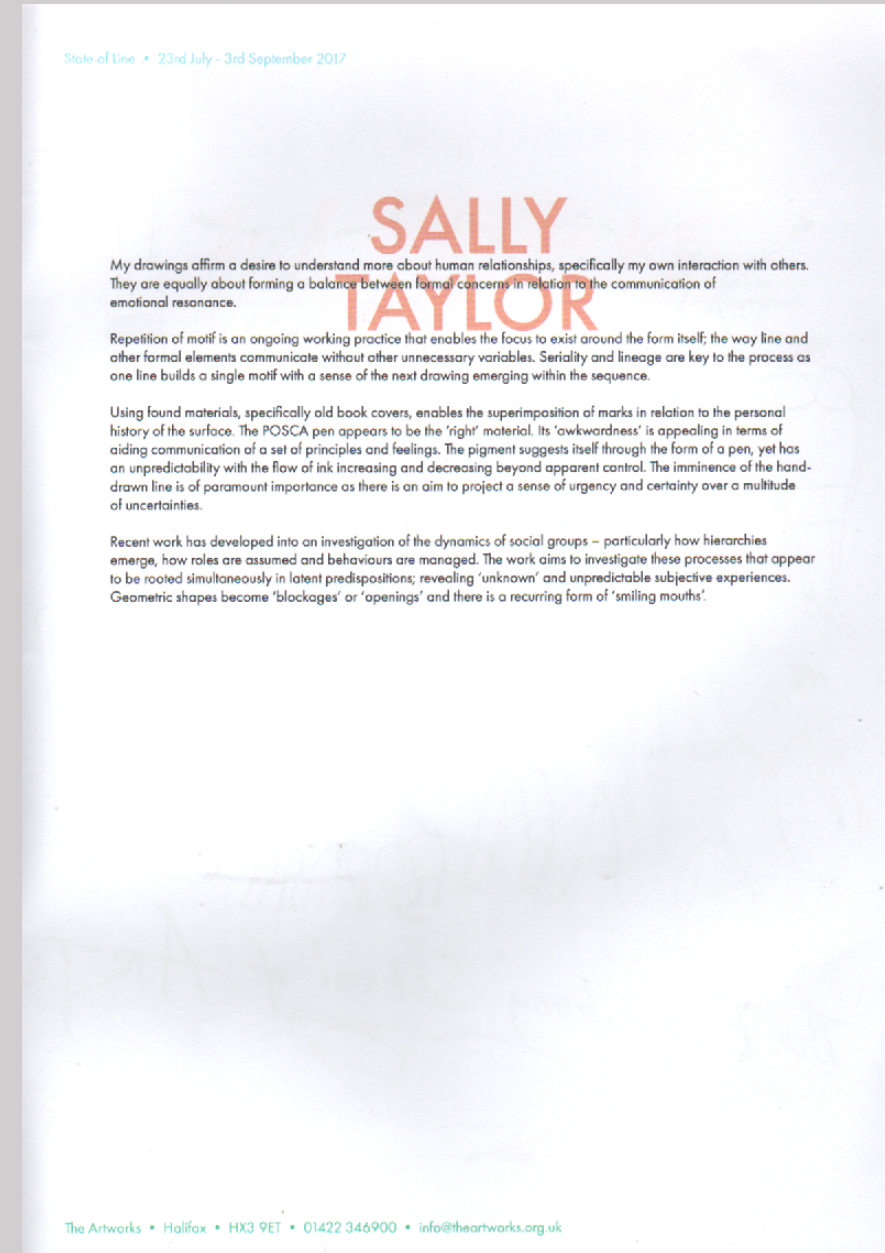 State of Line • 23rd July - 3rd September 2017
SALLY
TAYLOR
My drawings affirm a desire to understand more about human relationships, specifically my own interaction with others.
They are equally about forming a balance between formal concerns in relation to the communication of
emotional resonance.
Repetition of motif is an ongoing working practice that enables the focus to exist around the form itself; the way line and
other formal elements communicate without other unnecessary variables. Seriality and lineage are key to the process as
one line builds a single motif with a sense of the next drawing emerging within the sequence.
Using found materials, specifically old book covers, enables the superimposition of marks in relation to the personal
history of the surface. The POSCA pen appears to be the ‘right’ material. Its ‘awkwardness’ is appealing in terms of
aiding communication of a set of principles and feelings. The pigment suggests itself through the form of a pen, yet has
an unpredictability with the flow of ink increasing and decreasing beyond apparent control. The imminence of the hand-
drawn line is of paramount importance as there is an aim to project a sense of urgency and certainty over a multitude
of uncertainties.
Recent work has developed into an investigation of the dynamics of social groups – particularly how hierarchies
emerge, how roles are assumed and behaviours are managed. The work aims to investigate these processes that appear
to be rooted simultaneously in latent predispositions; revealing ‘unknown’ and unpredictable subjective experiences.
Geometric shapes become ‘blockages’ or ‘openings’ and there is a recurring form of ‘smiling mouths’.
The Artworks • Halifax • HX3 9ET • 01422 346900 • info@theartworks.org.uk